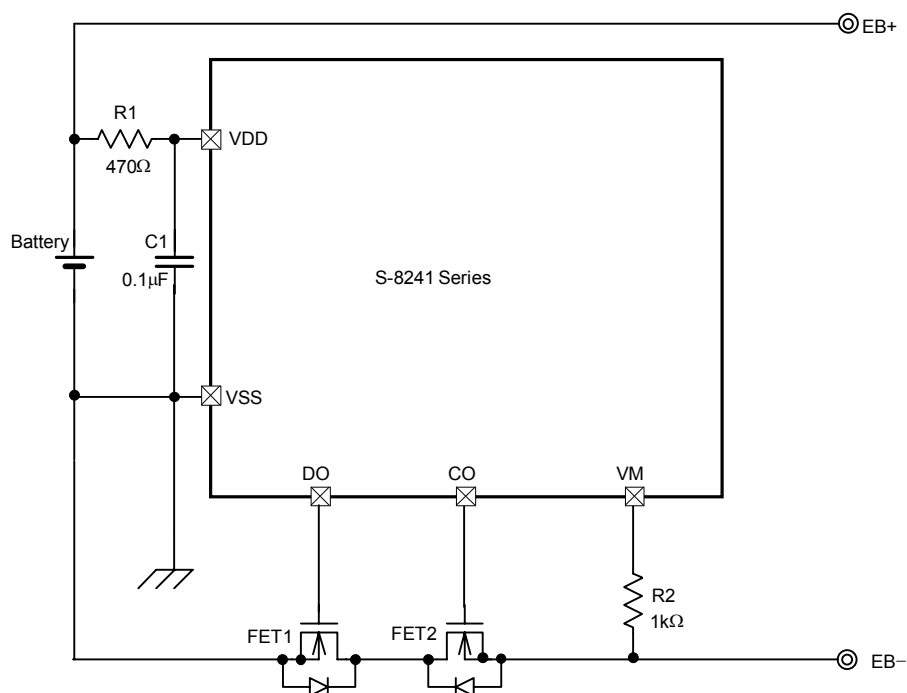 EB+
R1
VDD
470Ω
Battery
C1
0.1μF
S-8241 Series
VSS
DO
CO
VM
R2
1kΩ
FET1
FET2
EB−